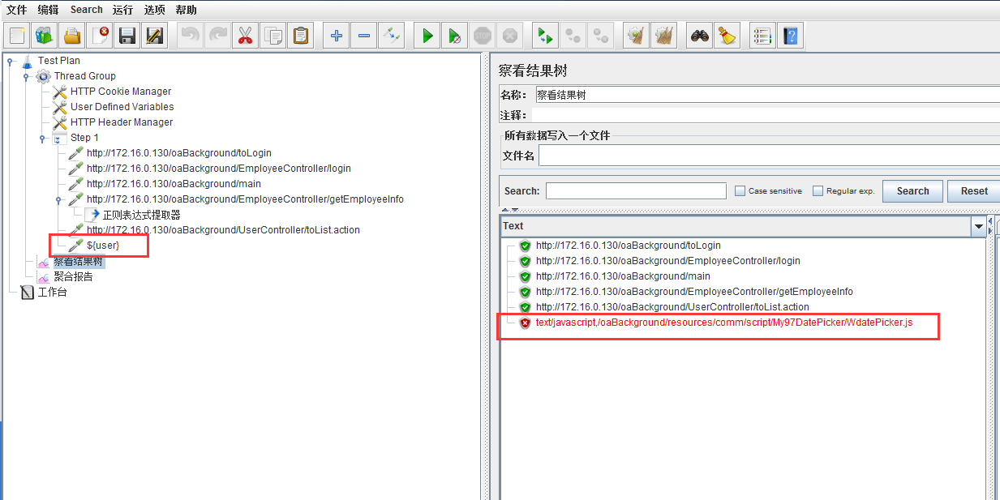 文件 编辑 Search 运行 选项 帮助
STOP
Test Plan
Thread Group
HTTP Cookie Manager
User Defined Variables
HTTP Header Manager
Step 1
http://172.16.0.130/oaBackground/toLogin
http://172.16.0.130/oaBackground/EmployeeController/login
http://172.16.0.130/oaBackground/main
http://172.16.0.130/oaBackground/EmployeeController/getEmployeeInfo
正则表达式提取器
http://172.16.0.130/oaBackground/UserController/toList.action
${user}
察看结果树
聚合报告
工作台
察看结果树
名称： 察看结果树
注释：
所有数据写入一个文件
文件名
Search: Case sensitive Regular exp. Search Reset
Text
http://172.16.0.130/oaBackground/toLogin
http://172.16.0.130/oaBackground/EmployeeController/login
http://172.16.0.130/oaBackground/main
http://172.16.0.130/oaBackground/EmployeeController/getEmployeeInfo
http://172.16.0.130/oaBackground/UserController/toList.action
text/javascript,/oaBackground/resources/comm/script/My97DatePicker/WdatePicker.js